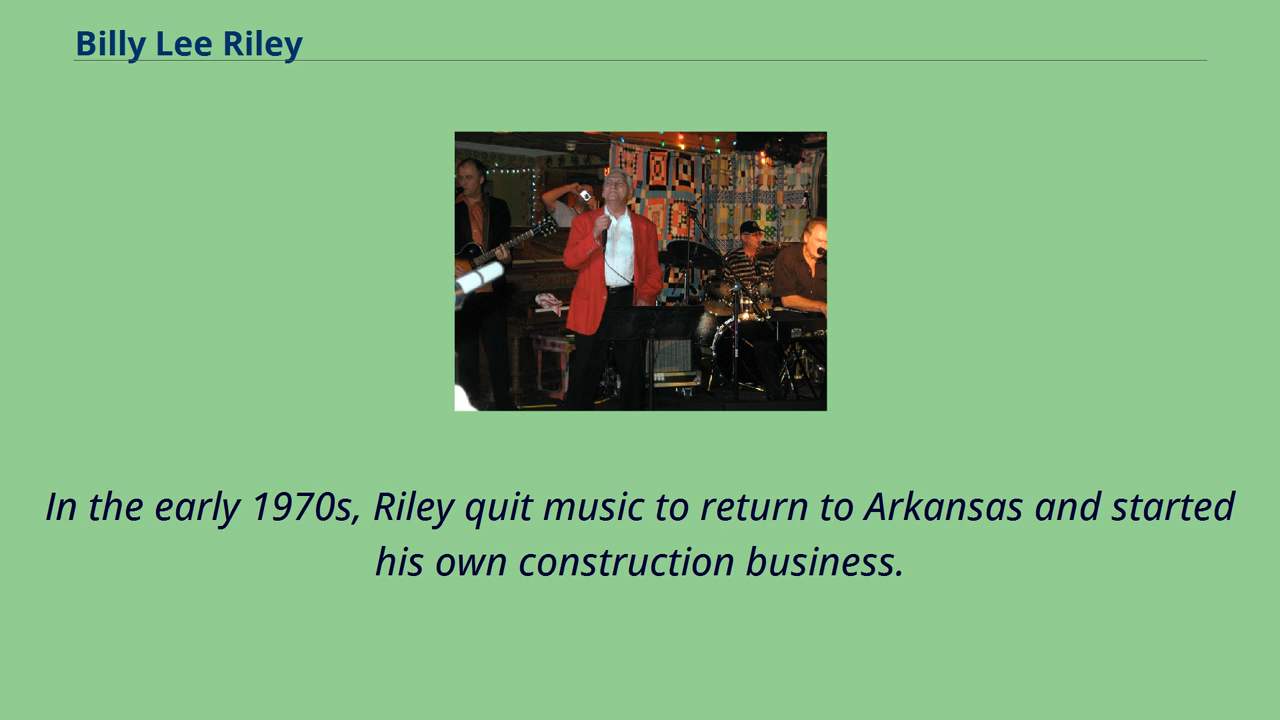 Billy Lee Riley
In the early 1970s, Riley quit music to return to Arkansas and started
his own construction business.